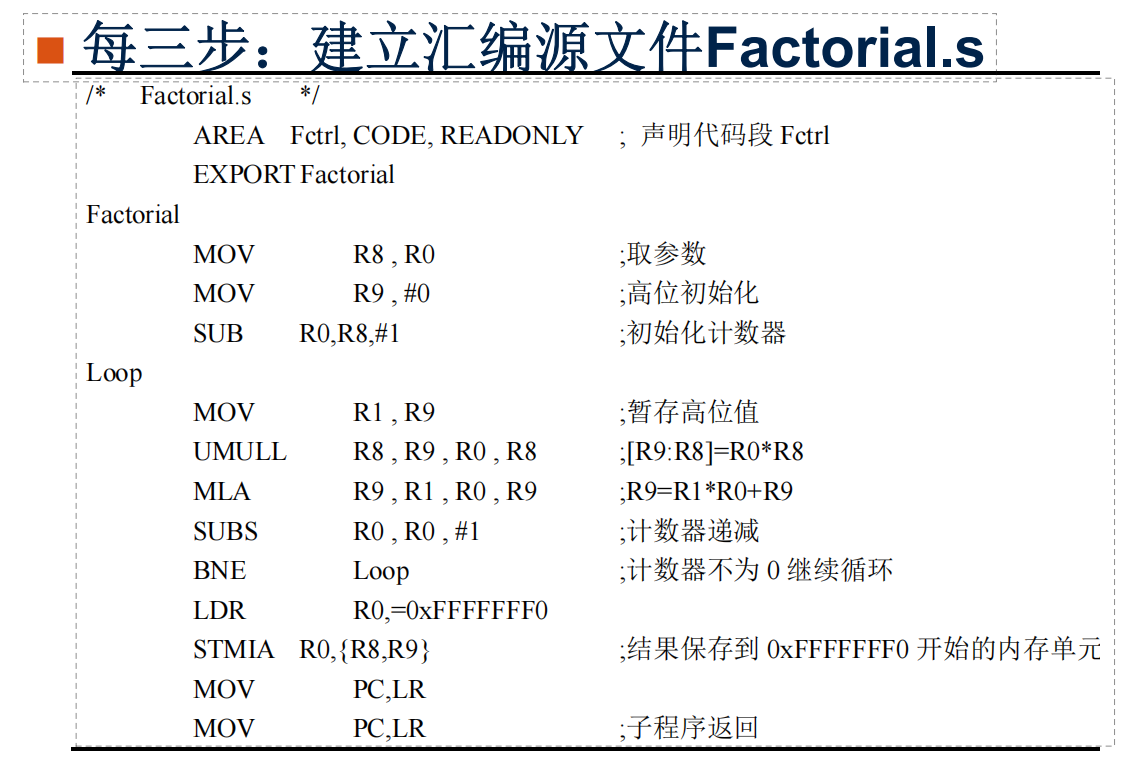 每三步：建立汇编源文件Factorial.s
/* Factorial.s */
AREA Fctrl, CODE, READONLY ; 声明代码段 Fctrl
EXPORT Factorial
Factorial
MOV R8 , R0 ;取参数
MOV R9 , #0 ;高位初始化
SUB R0,R8,#1 ;初始化计数器
Loop
MOV R1 , R9 ;暂存高位值
UMULL R8 , R9 , R0 , R8 ;[R9:R8]=R0*R8
MLA R9 , R1 , R0 , R9 ;R9=R1*R0+R9
SUBS R0 , R0 , #1 ;计数器递减
BNE Loop ;计数器不为 0 继续循环
LDR R0,=0xFFFFFFF0
STMIA R0,{R8,R9} ;结果保存到 0xFFFFFFF0 开始的内存单元
MOV PC,LR
MOV PC,LR ;子程序返回